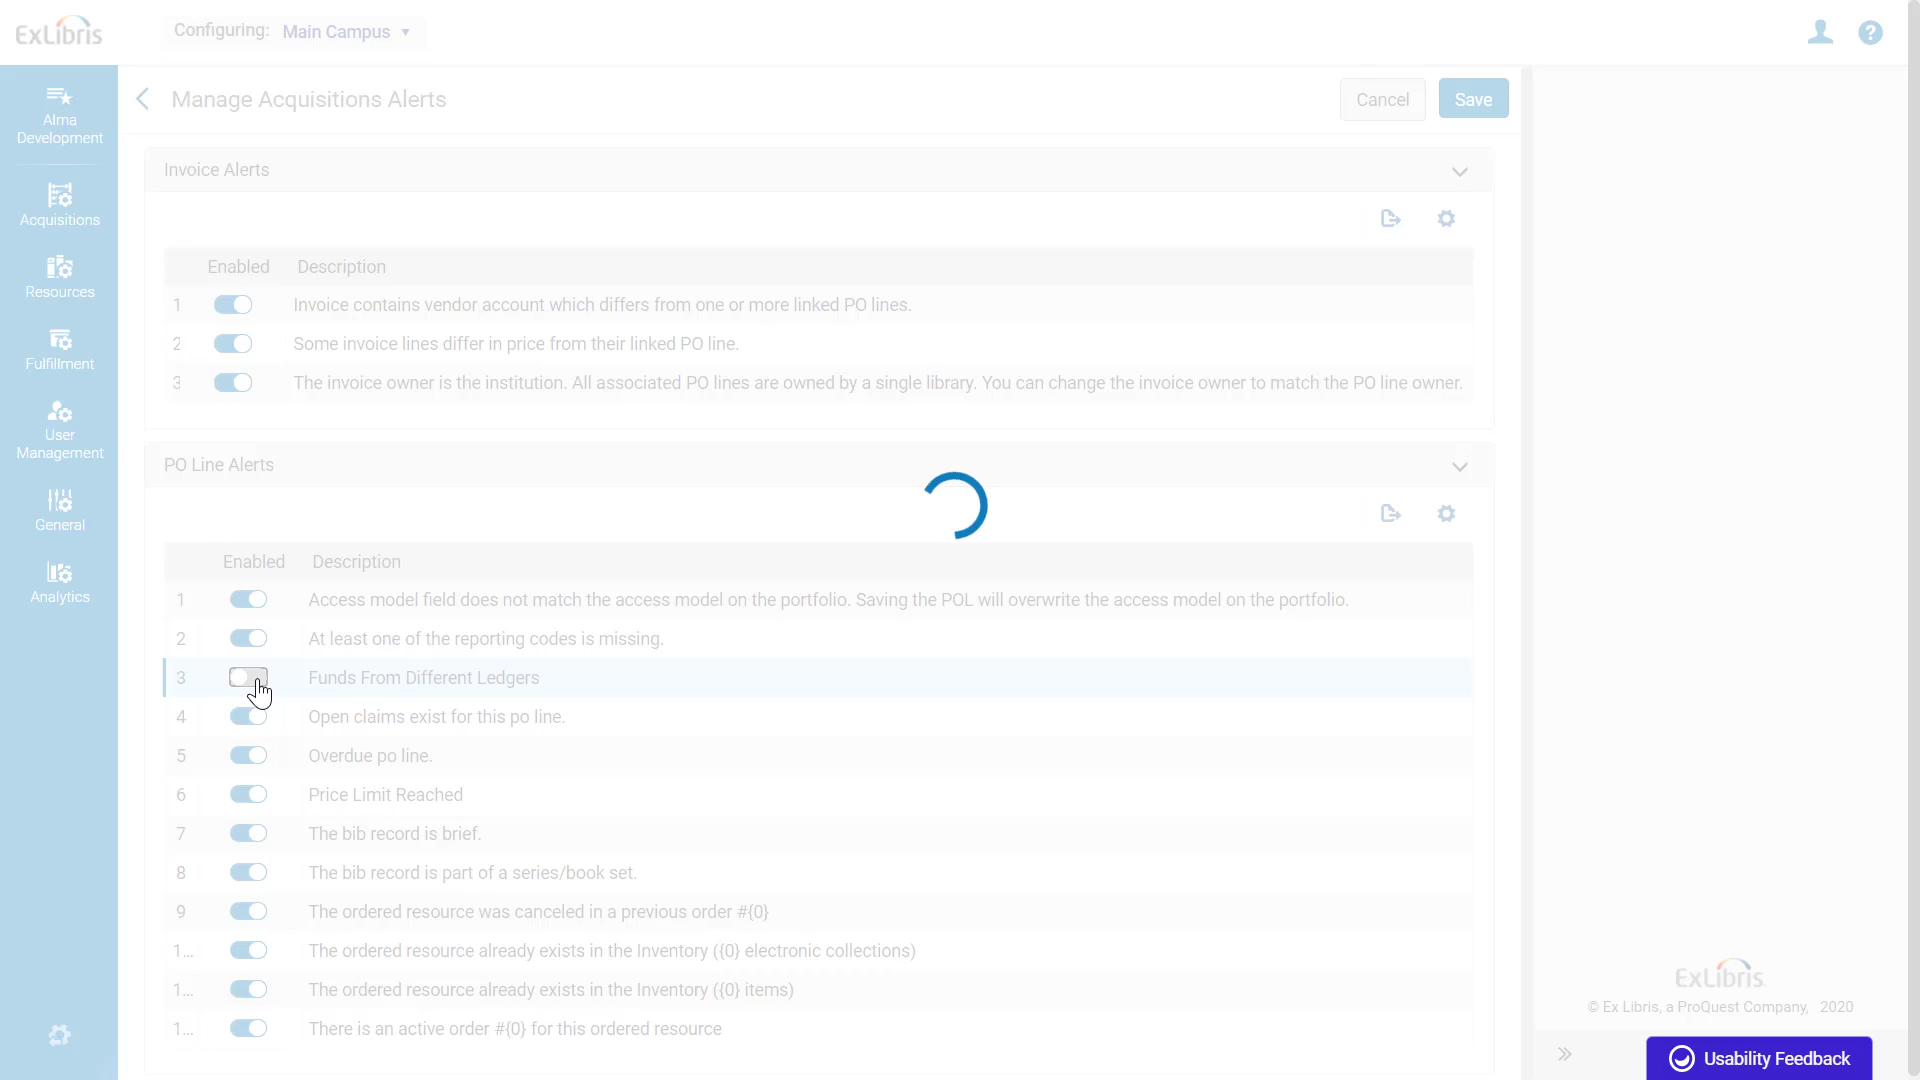 ExLibris
Configuring: Main Campus
Alma
Development
Acquisitions
Resources
Fulfillment
User
Management
General
Analytics
Manage Acquisitions Alerts
Cancel
Save
Invoice Alerts
Enabled Description
1 Invoice contains vendor account which differs from one or more linked PO lines.
2 Some invoice lines differ in price from their linked PO line.
3 The invoice owner is the institution. All associated PO lines are owned by a single library. You can change the invoice owner to match the PO line owner.
PO Line Alerts
Enabled Description
1 Access model field does not match the access model on the portfolio. Saving the POL will overwrite the access model on the portfolio.
2 At least one of the reporting codes is missing.
3 Funds From Different Ledgers
4 Open claims exist for this po line.
5 Overdue po line.
6 Price Limit Reached
7 The bib record is brief.
8 The bib record is part of a series/book set.
9 The ordered resource was canceled in a previous order #{0}
1... The ordered resource already exists in the Inventory ({0} electronic collections)
1... The ordered resource already exists in the Inventory ({0} items)
1... There is an active order #{0} for this ordered resource
ExLibris
© Ex Libris, a ProQuest Company, 2020
Usability Feedback